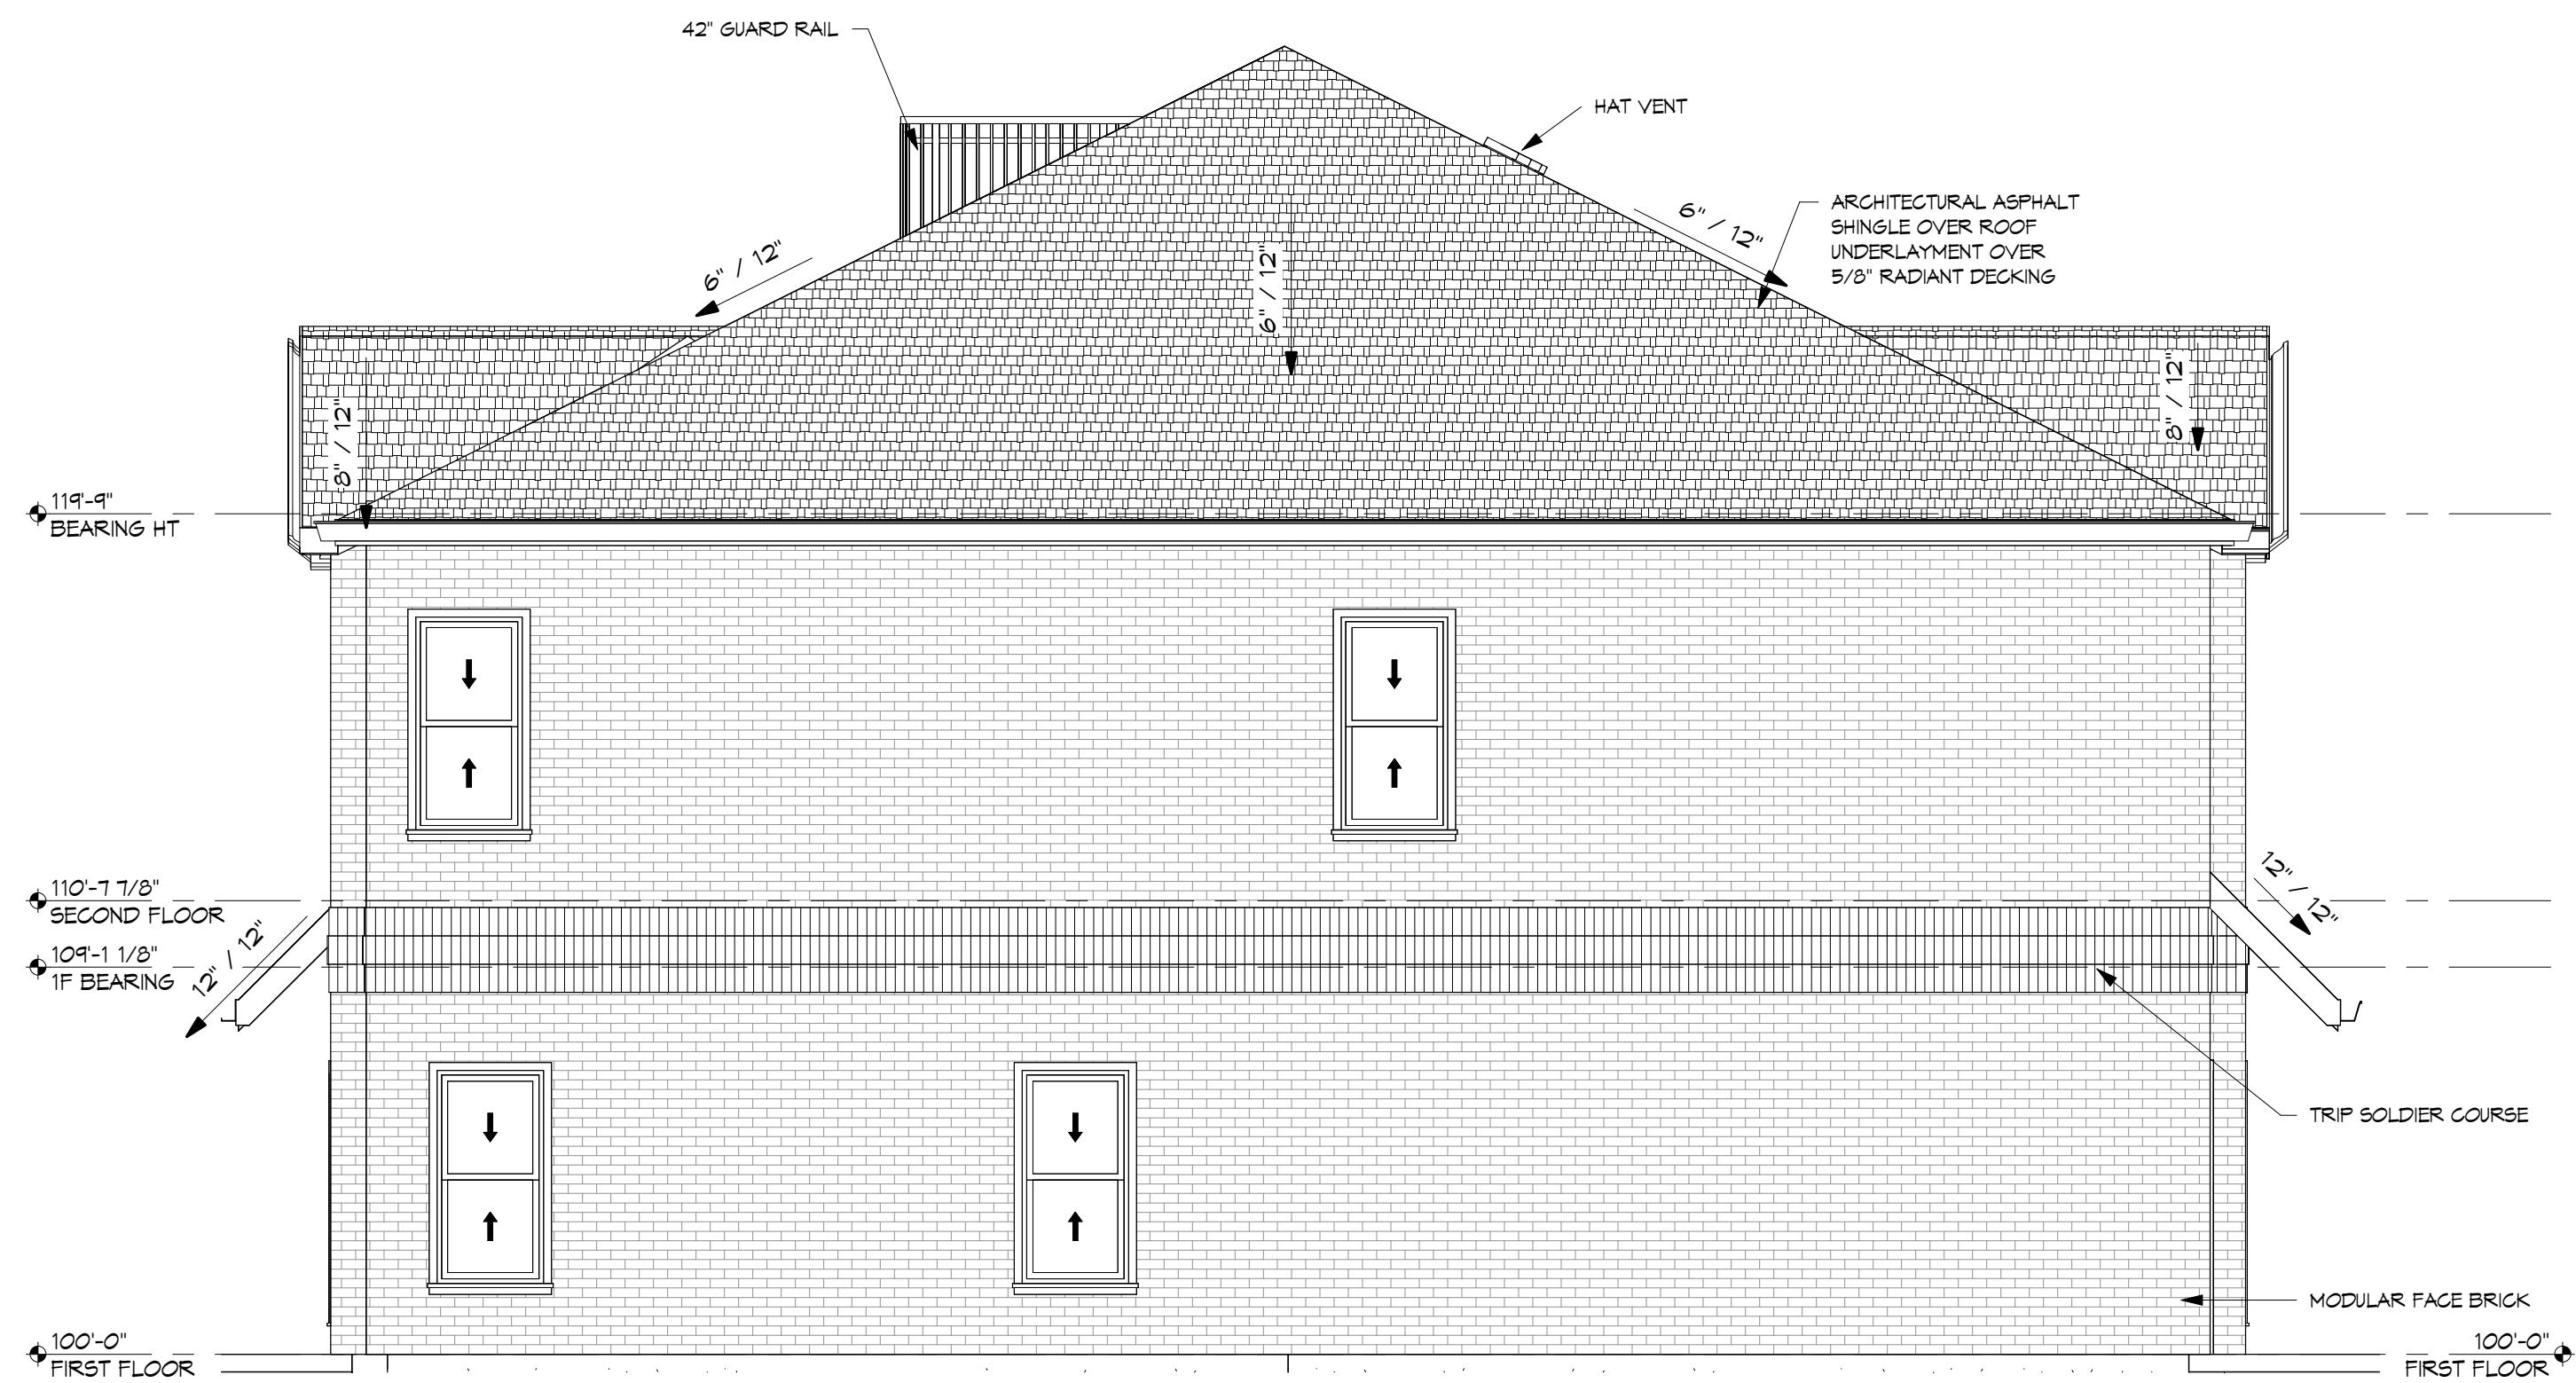 42" GUARD RAIL
HAT VENT
ARCHITECTURAL ASPHALT
SHINGLE OVER ROOF
UNDERLAYMENT OVER
5/8" RADIANT DECKING
6" / 12"
6" / 12"
6" / 12"
8" / 12"
8" / 12"
119'-9"
BEARING HT
110'-7 7/8"
SECOND FLOOR
109'-1 1/8"
1F BEARING
12" / 12"
12" / 12"
TRIP SOLDIER COURSE
MODULAR FACE BRICK
100'-0"
FIRST FLOOR
100'-0"
FIRST FLOOR